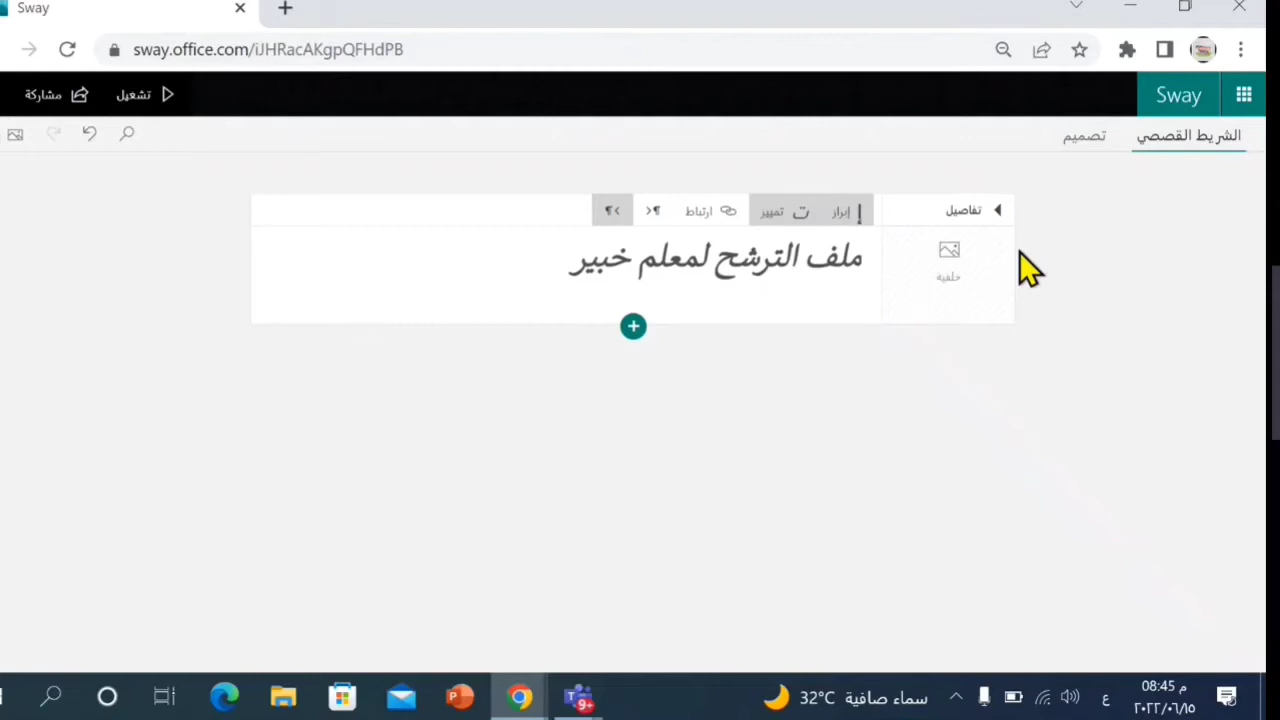 Sway
sway.office.com/iJHRacAKgpQFHdPB
Sway
تشغيل
مشاركة
الشريط القصصي
تصميم
تفاصيل
إبراز
تمييز
ارتباط
ملف الترشح لمعلم خبير
خلفية
9+
32°C سماء صافية
ع
08:45 م
٢٠٢٢/٠٦/١٥